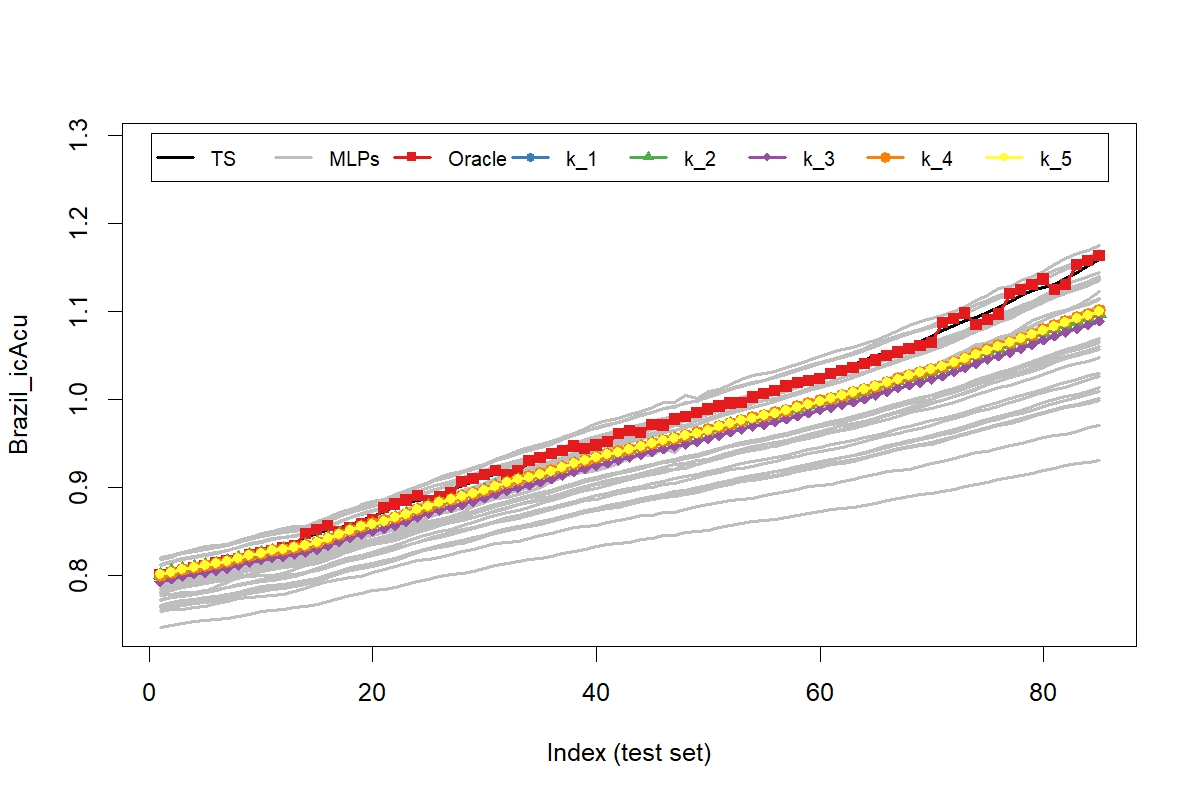 TS MLPs Oracle k_1 k_2 k_3 k_4 k_5
1.3
1.2
1.1
1.0
0.9
0.8
Brazil_icAcu
0 20 40 60 80
Index (test set)